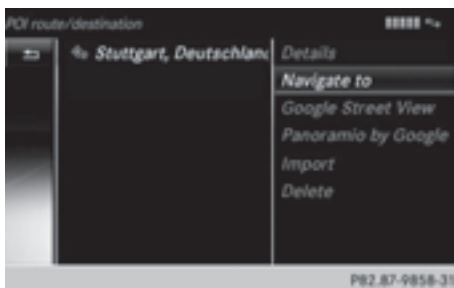 POI route/destination
Stuttgart, Deutschland
Details
Navigate to
Google Street View
Panoramio by Google
Import
Delete
P82.87-9858-31